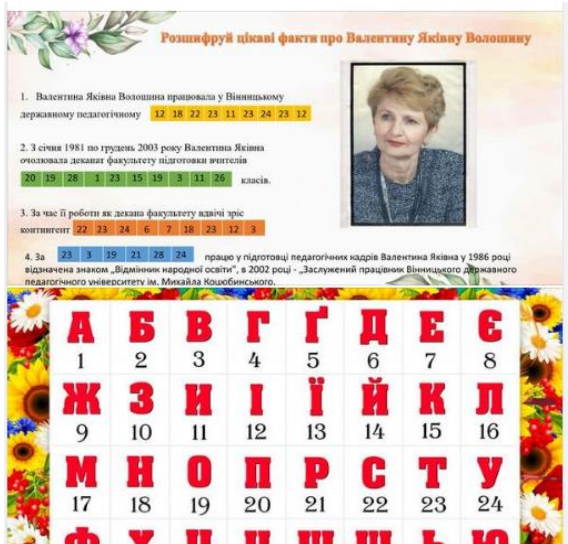 Розшифруй цікаві факти про Валентину Яківну Волошину
1. Валентина Яківна Волошина працювала у Вінницькому
державному педагогічному 12 18 22 23 11 23 24 23 12
2. З січня 1981 по грудень 2003 року Валентина Яківна
очолювала деканат факультету підготовки вчителів
20 19 28 1 23 15 19 3 11 26 класів.
3. За час її роботи як декана факультету вдвічі зріс
контингент 22 23 24 6 7 18 23 12 3
4. За 23 3 19 21 28 24 працю у підготовці педагогічних кадрів Валентина Яківна у 1986 році
відзначена знаком „Відмінник народної освіти", в 2002 році - „Заслужений працівник Вінницького державного
педагогічного університету ім. Михайла Коцюбинського.
А Б В Г Ґ Д Е Є
1 2 3 4 5 6 7 8
Ж З И І Ї Й К Л
9 10 11 12 13 14 15 16
М Н О П Р С Т У
17 18 19 20 21 22 23 24
Ф Х Ц Ч Ш Щ Ь Ю